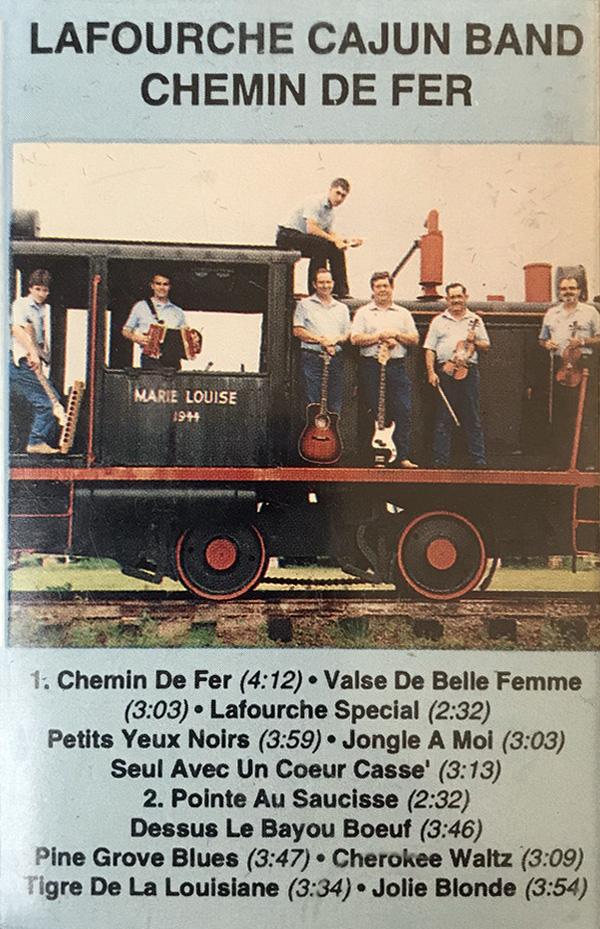 LAFOURCHE CAJUN BAND
CHEMIN DE FER
MARIE LOUISE
1944
1. Chemin De Fer (4:12) • Valse De Belle Femme
(3:03) • Lafourche Special (2:32)
Petits Yeux Noirs (3:59) • Jongle A Moi (3:03)
Seul Avec Un Coeur Casse' (3:13)
2. Pointe Au Saucisse (2:32)
Dessus Le Bayou Boeuf (3:46)
Pine Grove Blues (3:47) • Cherokee Waltz (3:09)
Tigre De La Louisiane (3:34) • Jolie Blonde (3:54)